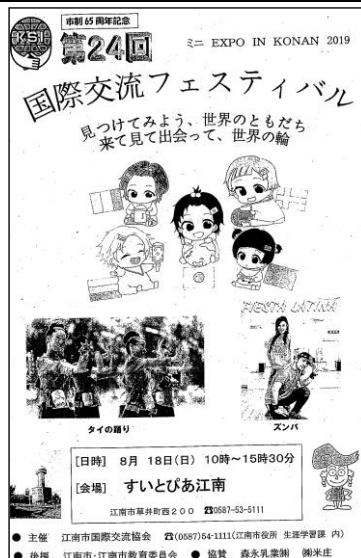 KSI
市制65周年記念
第24回
ミニ EXPO IN KONAN 2019
国際交流フェスティバル
見つけてみよう、世界のともだち
来て見て出会って、世界の輪
FIESTA LATINA
タイの踊り
ズンバ
[日時] 8月 18日(日) 10時~15時30分
[会場] すいとぴあ江南
江南市草井町西200 ☎0587-53-5111
● 主催 江南市国際交流協会 ☎(0587)54-1111(江南市役所 生涯学習課 内)
● 後援 江南市・江南市教育委員会 ● 協賛 森永乳業㈱ ㈱米庄